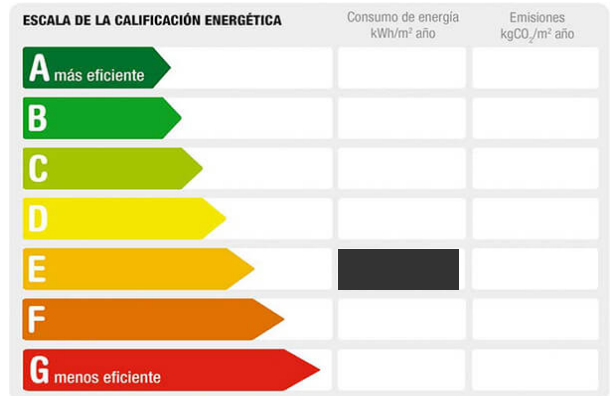 ESCALA DE LA CALIFICACIÓN ENERGÉTICA
Consumo de energía
kWh/m² año
Emisiones
kgCO₂/m² año
A más eficiente
B
C
D
E
F
G menos eficiente